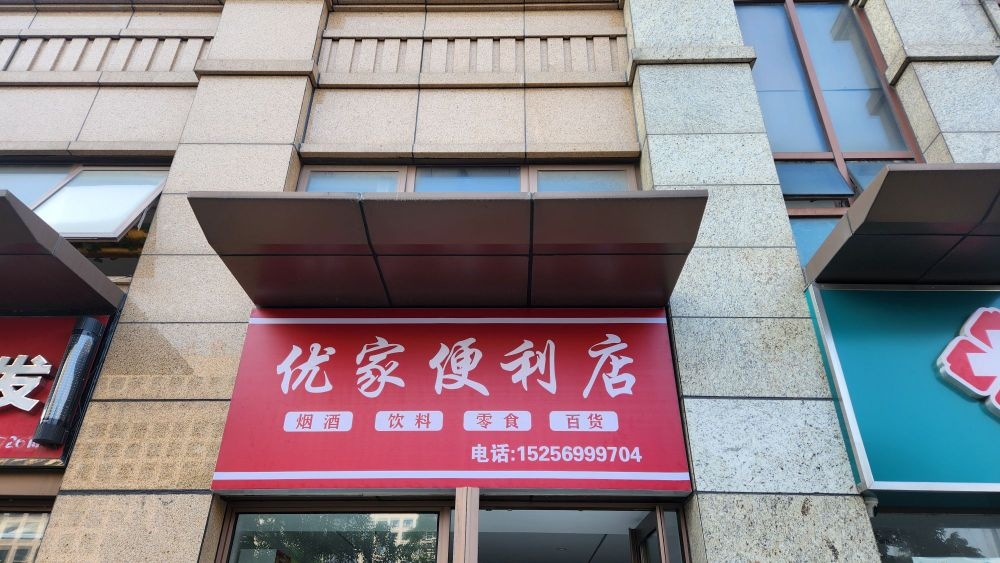 优家便利店
烟酒 饮料 零食 百货
电话:15256999704
发